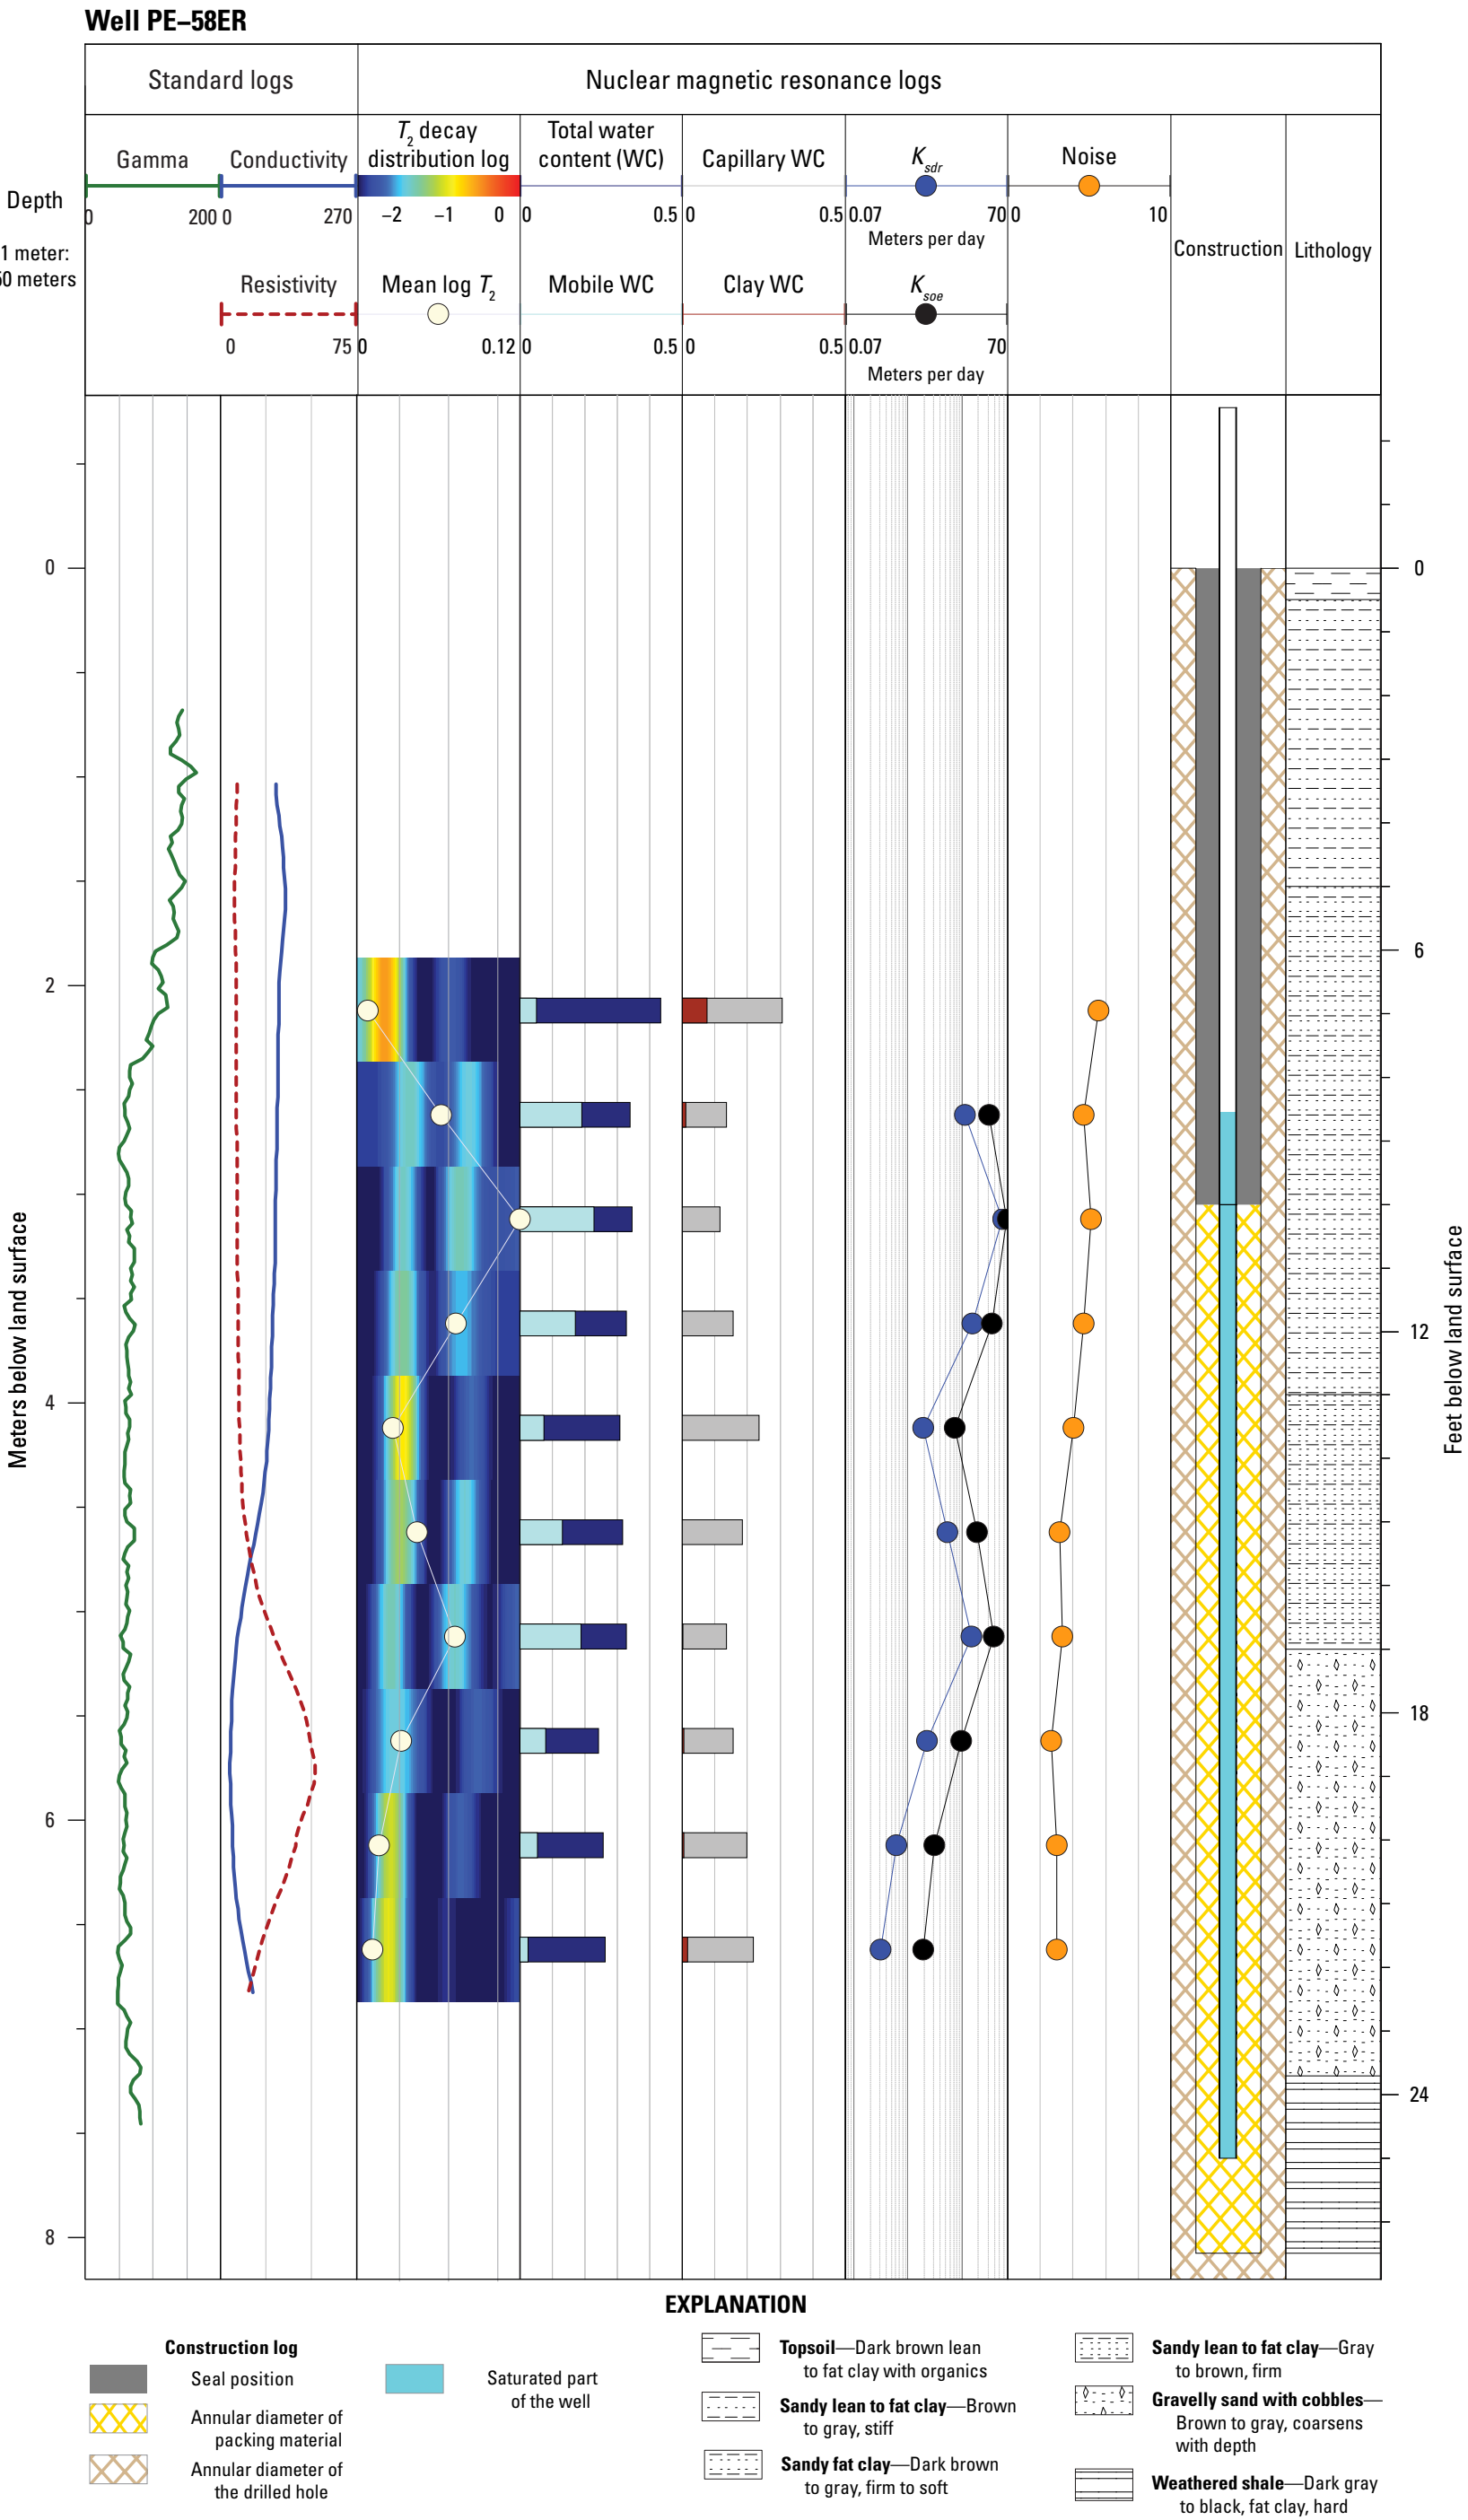 Well PE–58ER
Standard logs
Nuclear magnetic resonance logs
Gamma
Conductivity
T2 decay
distribution log
Total water
content (WC)
Capillary WC
Ksdr
Noise
Depth
0 200
0 270
−2 −1 0
0 0.5
0 0.5
0.07 70
0 10
Meters per day
1 meter:
50 meters
Construction
Lithology
Resistivity
Mean log T2
Mobile WC
Clay WC
Ksoe
0 75
0 0.12
0 0.5
0 0.5
0.07 70
Meters per day
Meters below land surface
0
2
4
6
8
Feet below land surface
0
6
12
18
24
EXPLANATION
Construction log
Seal position
Annular diameter of
packing material
Annular diameter of
the drilled hole
Saturated part
of the well
Topsoil—Dark brown lean
to fat clay with organics
Sandy lean to fat clay—Brown
to gray, stiff
Sandy fat clay—Dark brown
to gray, firm to soft
Sandy lean to fat clay—Gray
to brown, firm
Gravelly sand with cobbles—
Brown to gray, coarsens
with depth
Weathered shale—Dark gray
to black, fat clay, hard